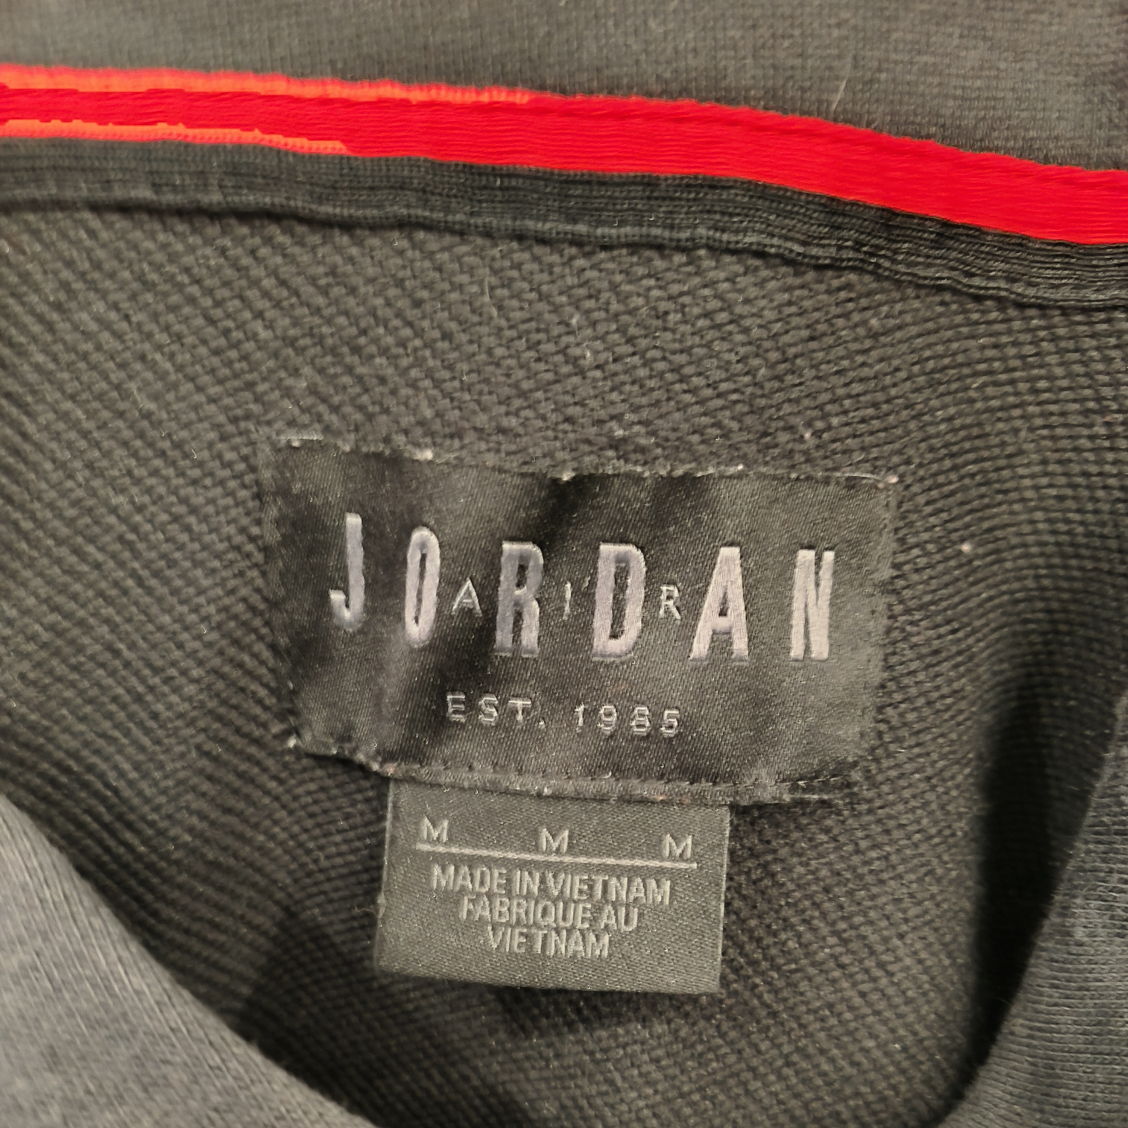 JORDAN
AIR
EST. 1985
M M M
MADE IN VIETNAM
FABRIQUE AU
VIETNAM